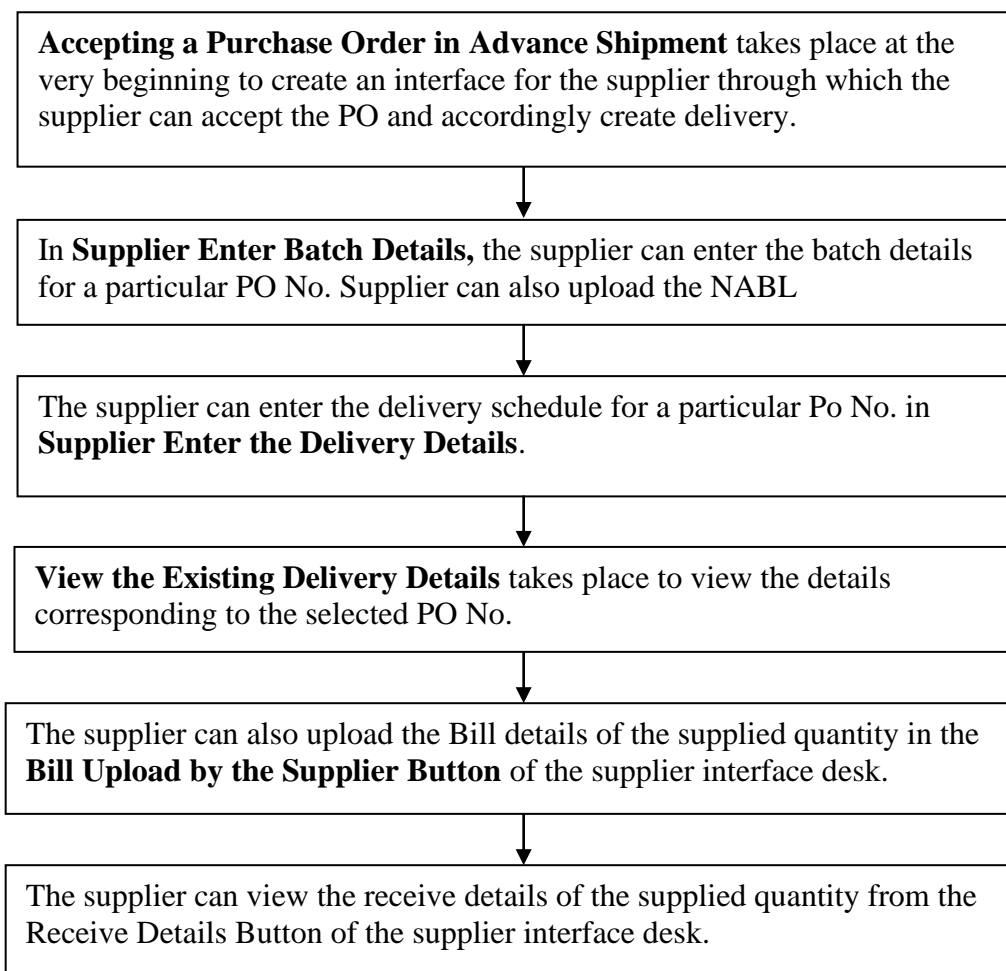 Accepting a Purchase Order in Advance Shipment takes place at the
very beginning to create an interface for the supplier through which the
supplier can accept the PO and accordingly create delivery.
In Supplier Enter Batch Details, the supplier can enter the batch details
for a particular PO No. Supplier can also upload the NABL
The supplier can enter the delivery schedule for a particular Po No. in
Supplier Enter the Delivery Details.
View the Existing Delivery Details takes place to view the details
corresponding to the selected PO No.
The supplier can also upload the Bill details of the supplied quantity in the
Bill Upload by the Supplier Button of the supplier interface desk.
The supplier can view the receive details of the supplied quantity from the
Receive Details Button of the supplier interface desk.